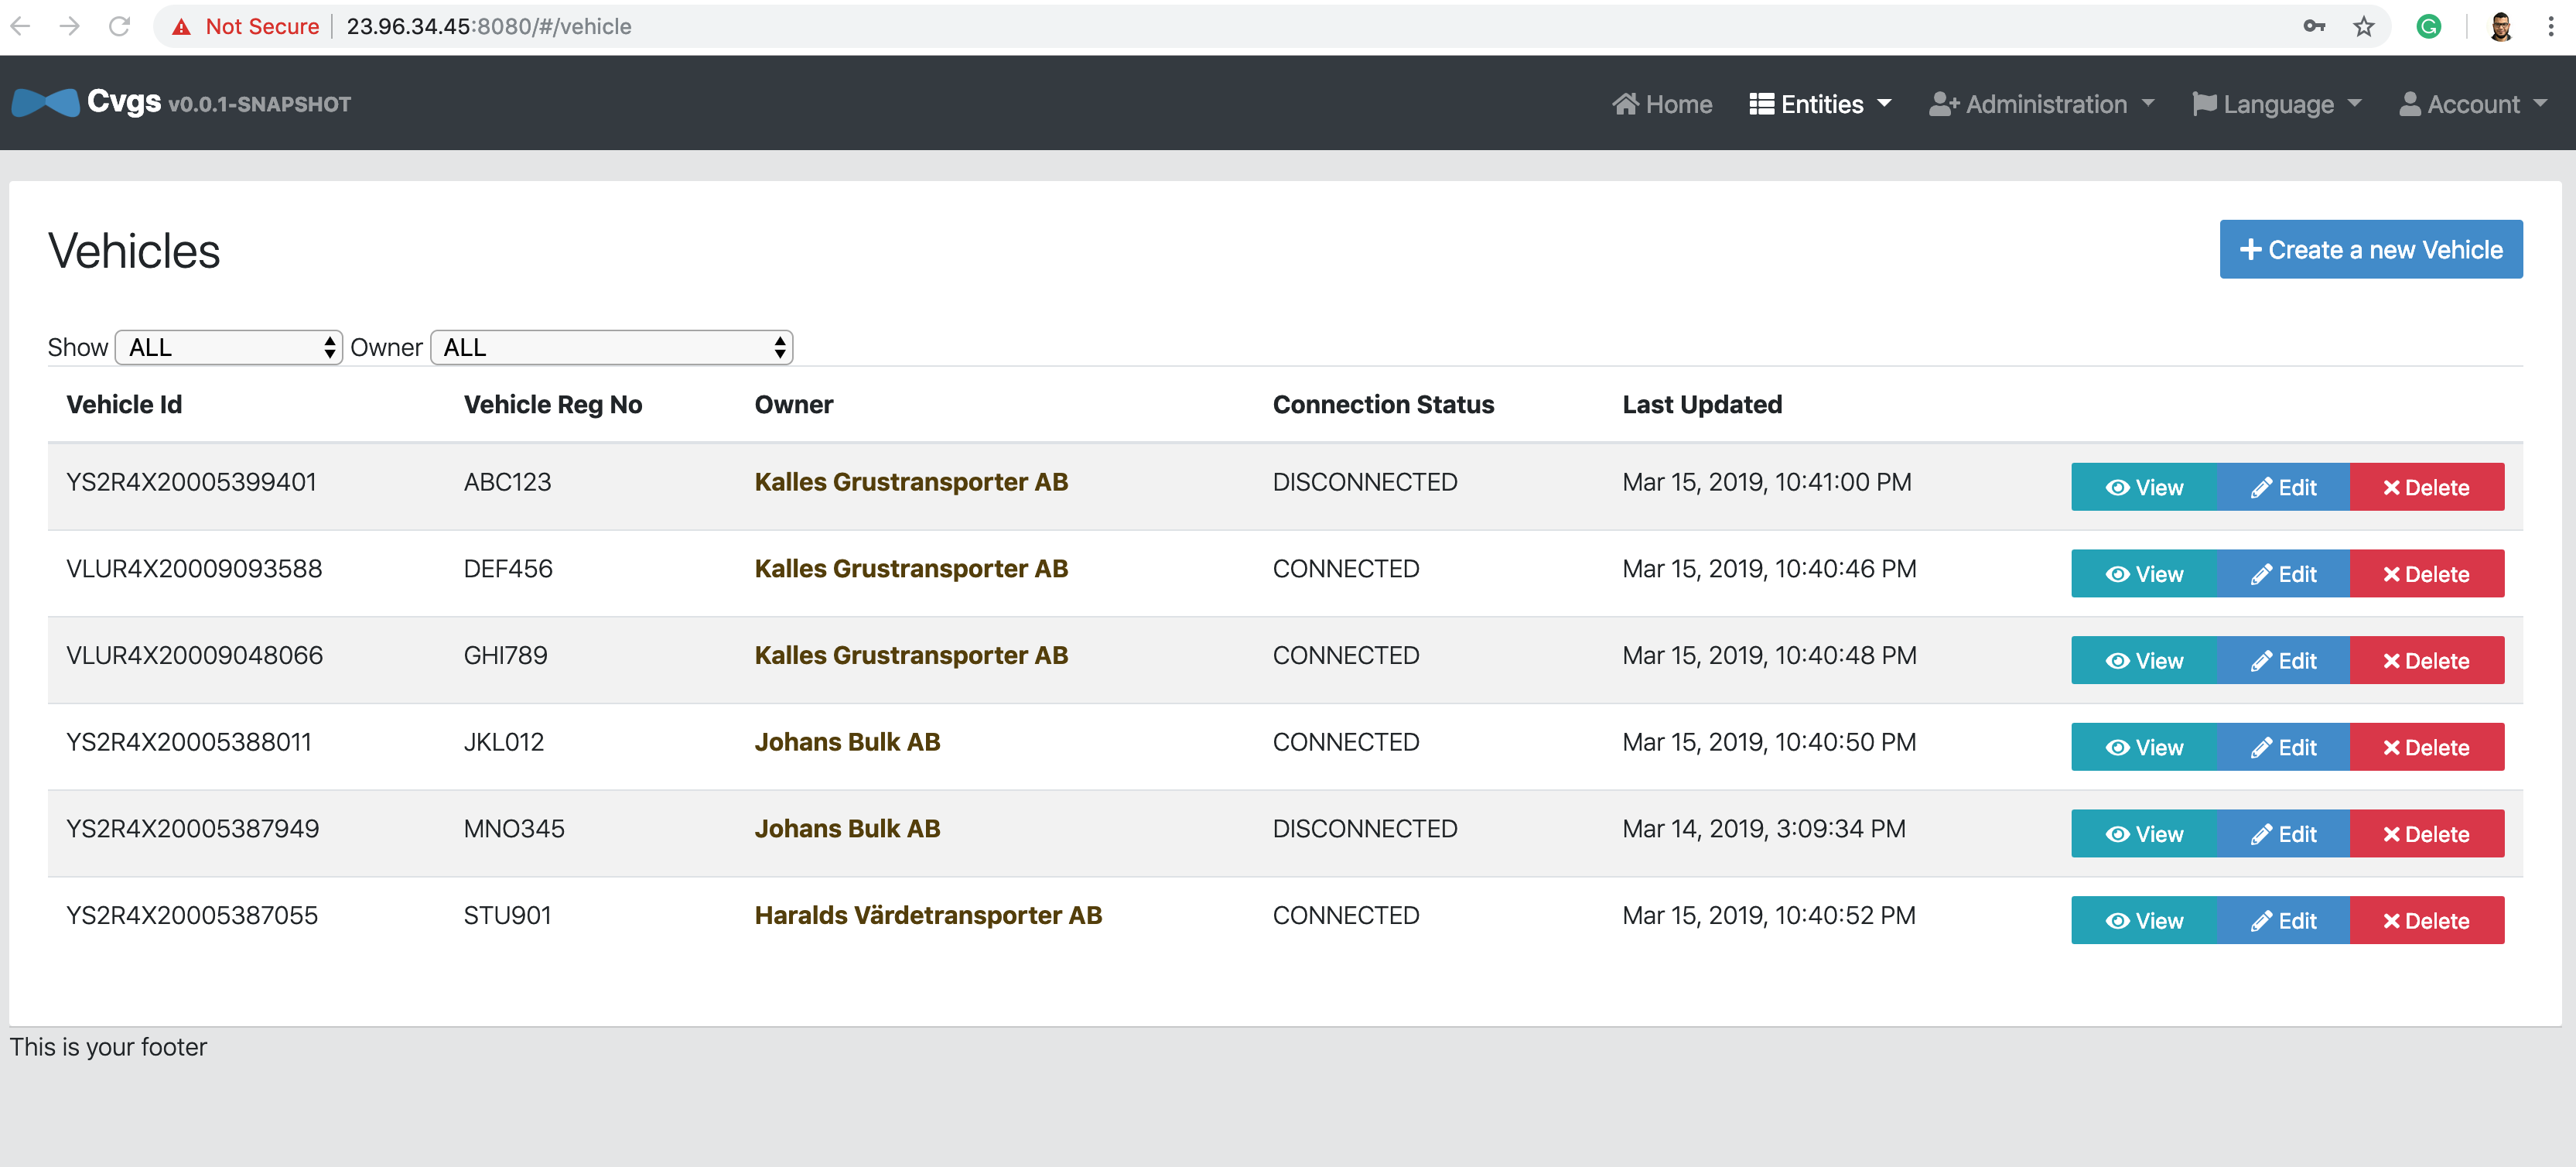 Not Secure 23.96.34.45:8080/#/vehicle
Cvgs v0.0.1-SNAPSHOT Home Entities Administration Language Account
Vehicles + Create a new Vehicle
Show ALL Owner ALL
Vehicle Id Vehicle Reg No Owner Connection Status Last Updated
YS2R4X20005399401 ABC123 Kalles Grustransporter AB DISCONNECTED Mar 15, 2019, 10:41:00 PM View Edit Delete
VLUR4X20009093588 DEF456 Kalles Grustransporter AB CONNECTED Mar 15, 2019, 10:40:46 PM View Edit Delete
VLUR4X20009048066 GHI789 Kalles Grustransporter AB CONNECTED Mar 15, 2019, 10:40:48 PM View Edit Delete
YS2R4X20005388011 JKL012 Johans Bulk AB CONNECTED Mar 15, 2019, 10:40:50 PM View Edit Delete
YS2R4X20005387949 MNO345 Johans Bulk AB DISCONNECTED Mar 14, 2019, 3:09:34 PM View Edit Delete
YS2R4X20005387055 STU901 Haralds Värdetransporter AB CONNECTED Mar 15, 2019, 10:40:52 PM View Edit Delete
This is your footer